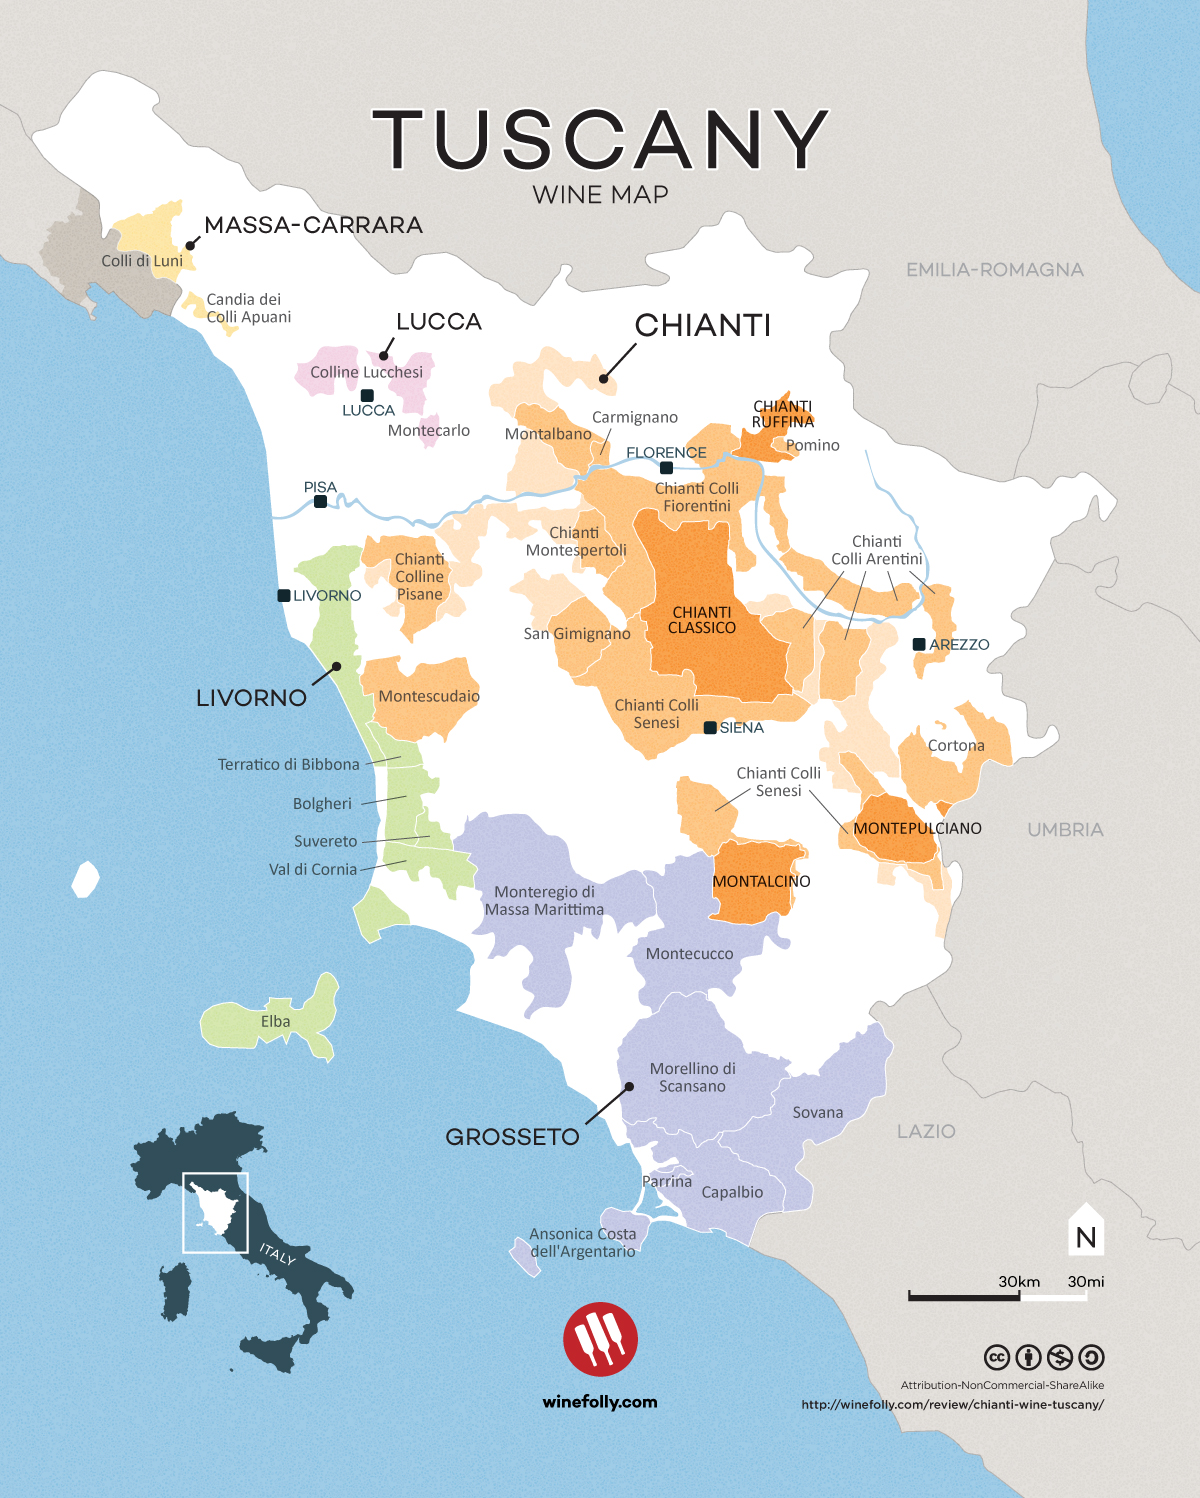 TUSCANY
WINE MAP
MASSA-CARRARA
Colli di Luni
EMILIA-ROMAGNA
Candia dei
Colli Apuani
LUCCA
CHIANTI
Colline Lucchesi
LUCCA
Montecarlo
CHIANTI
RUFFINA
Carmignano
Montalbano
Pomino
FLORENCE
PISA
Chianti Colli
Fiorentini
Chianti
Montespertoli
Chianti
Colli Arentini
Chianti
Colline
Pisane
LIVORNO
CHIANTI
CLASSICO
San Gimignano
AREZZO
LIVORNO
Montescudaio
Chianti Colli
Senesi
SIENA
Cortona
Terratico di Bibbona
Chianti Colli
Senesi
Bolgheri
MONTEPULCIANO
UMBRIA
Suvereto
Val di Cornia
MONTALCINO
Monteregio di
Massa Marittima
Montecucco
Elba
Morellino di
Scansano
Sovana
GROSSETO
LAZIO
Parrina
Capalbio
Ansonica Costa
dell'Argentario
ITALY
N
30km 30mi
cc
winefolly.com
Attribution-NonCommercial-ShareAlike
http://winefolly.com/review/chianti-wine-tuscany/